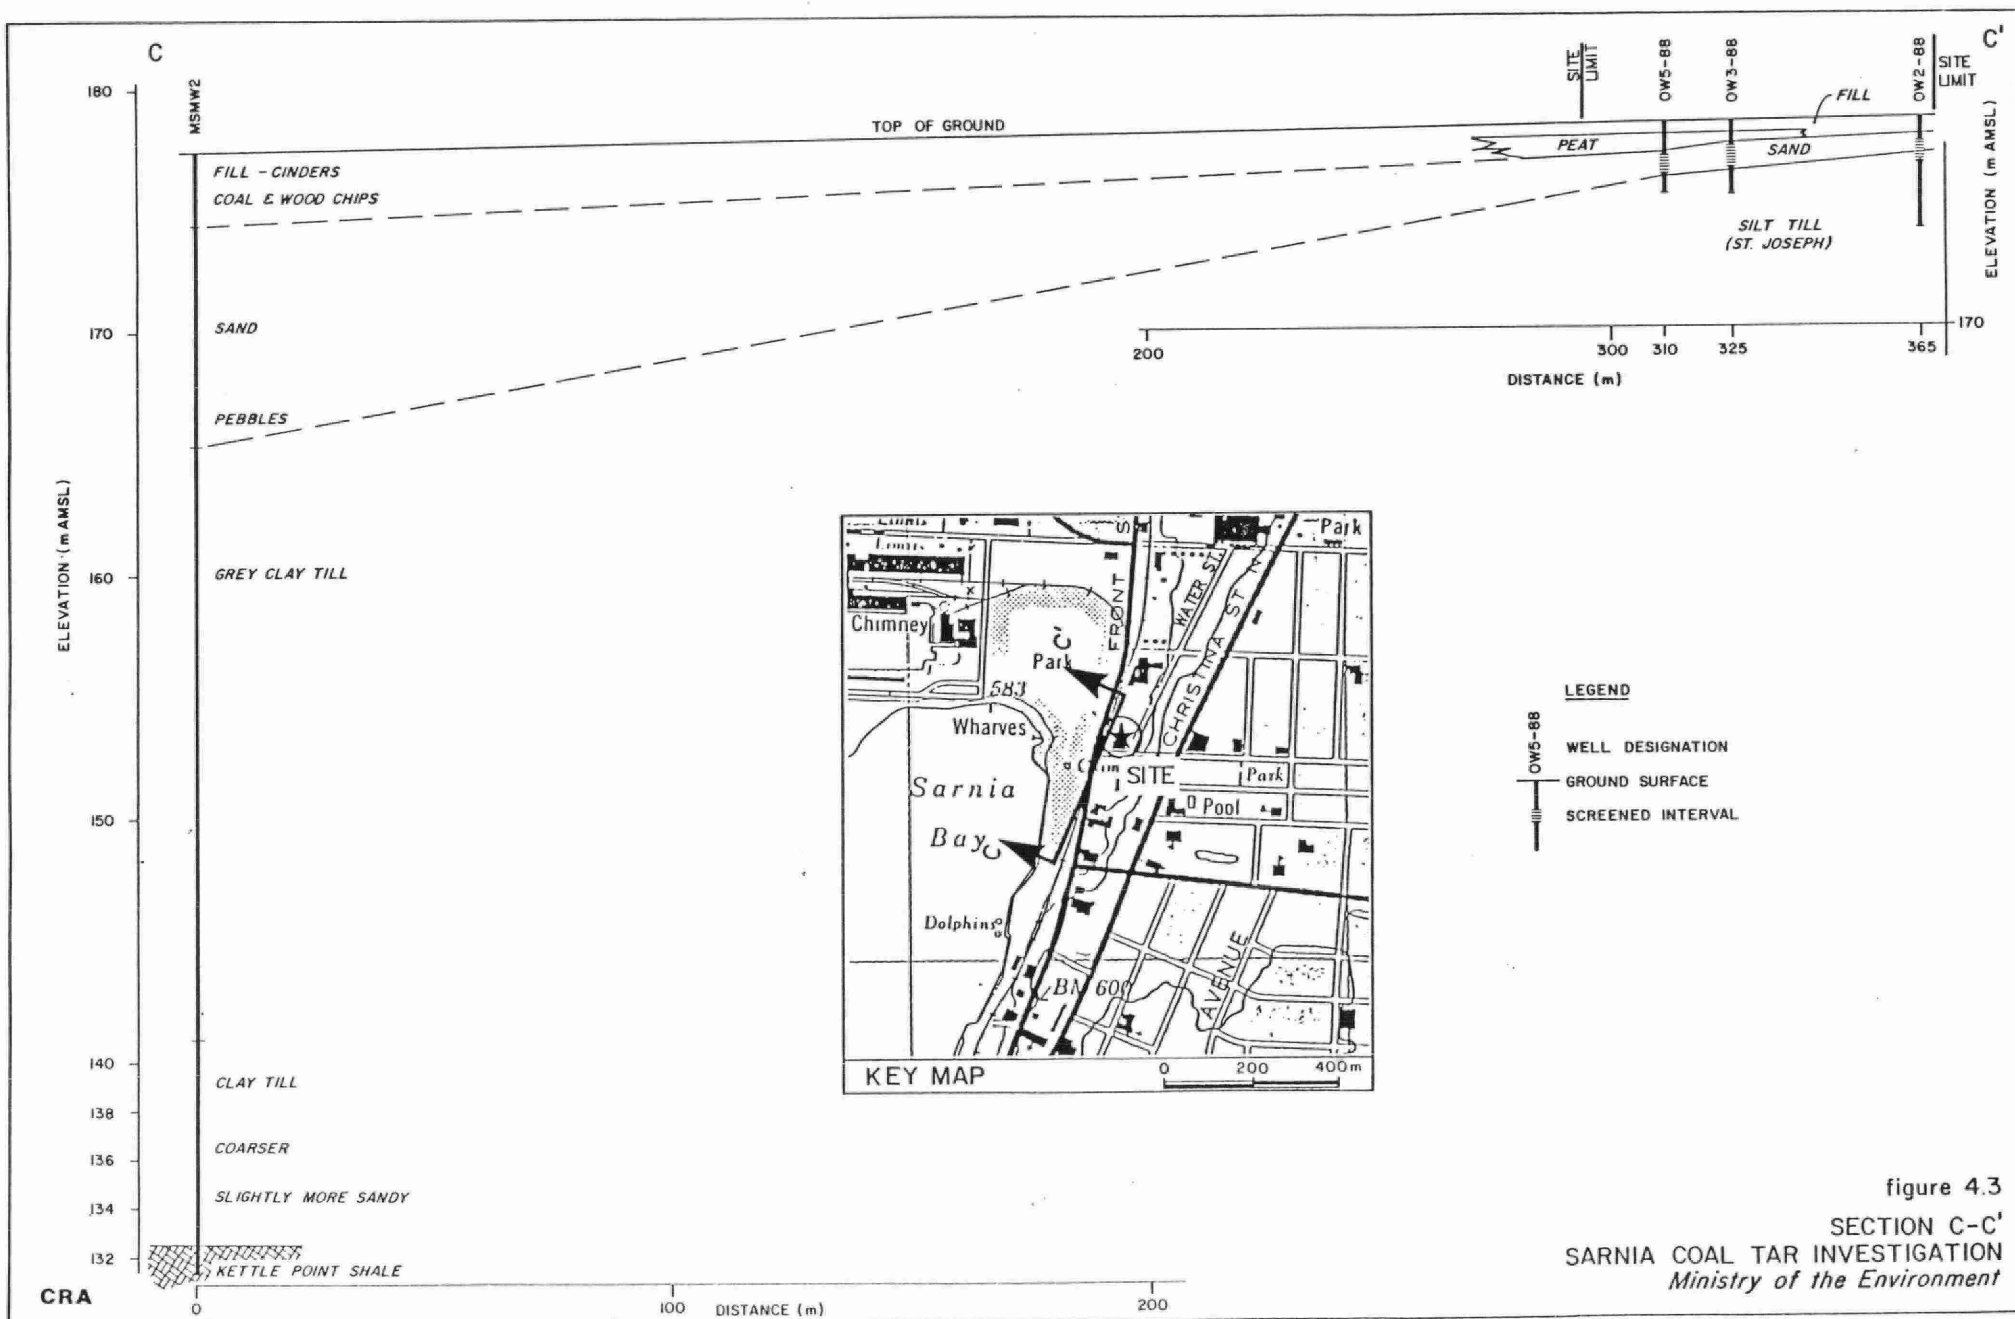 C
C'
MSMW2
SITE LIMIT
OW5-88
OW3-88
OW2-88
SITE
LIMIT
180
TOP OF GROUND
FILL
PEAT
SAND
FILL - CINDERS
COAL & WOOD CHIPS
SILT TILL
(ST. JOSEPH)
ELEVATION (m AMSL)
170
SAND
170
200
300
310
325
365
DISTANCE (m)
PEBBLES
ELEVATION (m AMSL)
160
GREY CLAY TILL
150
140
CLAY TILL
138
COARSER
136
SLIGHTLY MORE SANDY
134
132
KETTLE POINT SHALE
CRA
0
100
DISTANCE (m)
200
S
Park
FRONT
WATER ST.
CHRISTINA ST N
Chimney
C'
Park
583
Wharves
SITE
Park
Sarnia
Pool
Bay
C
Dolphins
BM 600
AVENUE
KEY MAP
0
200
400m
LEGEND
OW5-88
WELL DESIGNATION
GROUND SURFACE
SCREENED INTERVAL
figure 4.3
SECTION C-C'
SARNIA COAL TAR INVESTIGATION
Ministry of the Environment